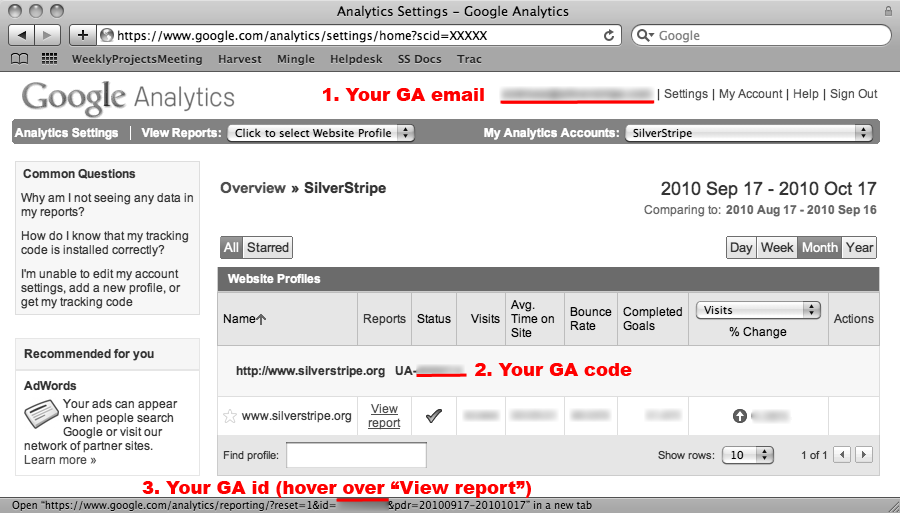 Analytics Settings – Google Analytics
https://www.google.com/analytics/settings/home?scid=XXXXX
Google
WeeklyProjectsMeeting Harvest Mingle Helpdesk SS Docs Trac
Google Analytics
1. Your GA email
| Settings | My Account | Help | Sign Out
Analytics Settings | View Reports: Click to select Website Profile
My Analytics Accounts: SilverStripe
Common Questions
Why am I not seeing any data in
my reports?
How do I know that my tracking
code is installed correctly?
I'm unable to edit my account
settings, add a new profile, or
get my tracking code
Recommended for you
AdWords
Your ads can appear
when people search
Google or visit our
network of partner sites.
Learn more »
Overview » SilverStripe
2010 Sep 17 - 2010 Oct 17
Comparing to: 2010 Aug 17 - 2010 Sep 16
All Starred
Day Week Month Year
Website Profiles
Name Reports Status Visits Avg. Time on Site Bounce Rate Completed Goals Visits % Change Actions
http://www.silverstripe.org UA-
2. Your GA code
www.silverstripe.org View report
Find profile:
Show rows: 10 1 of 1
3. Your GA id (hover over “View report”)
Open “https://www.google.com/analytics/reporting/?reset=1&id= &pdr=20100917-20101017” in a new tab